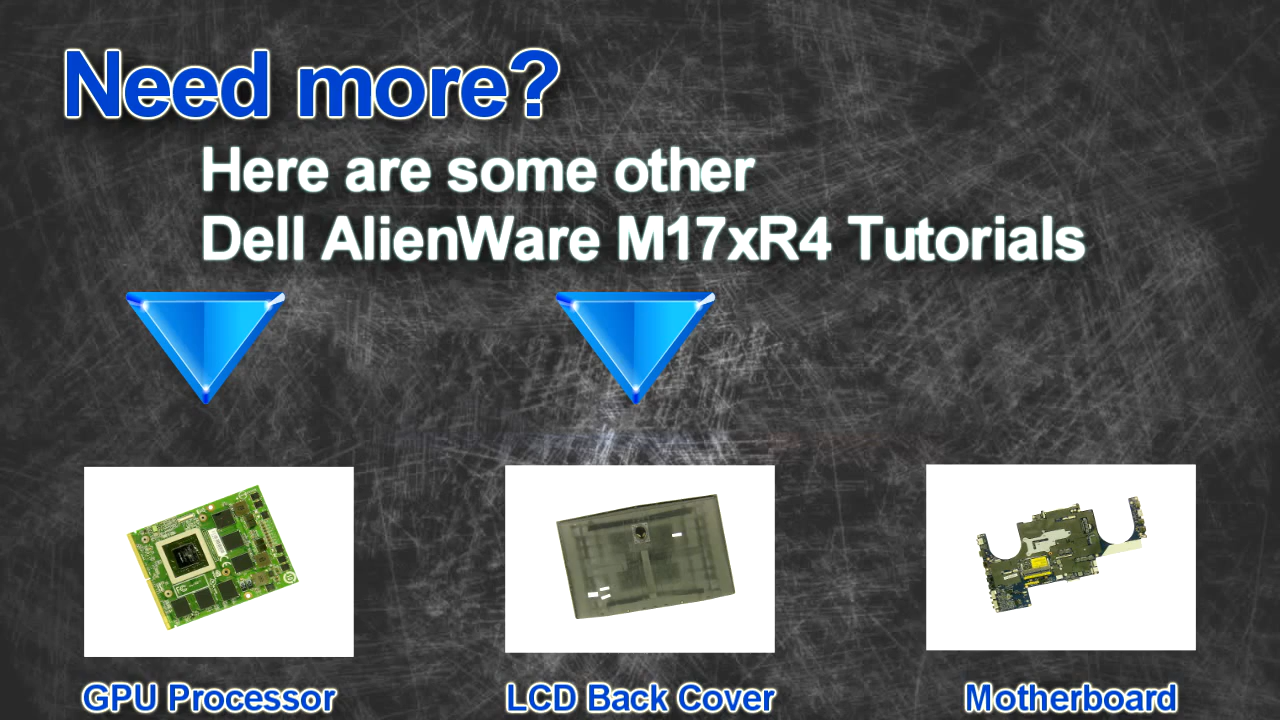 Need more?
Here are some other
Dell AlienWare M17xR4 Tutorials
GPU Processor
LCD Back Cover
Motherboard